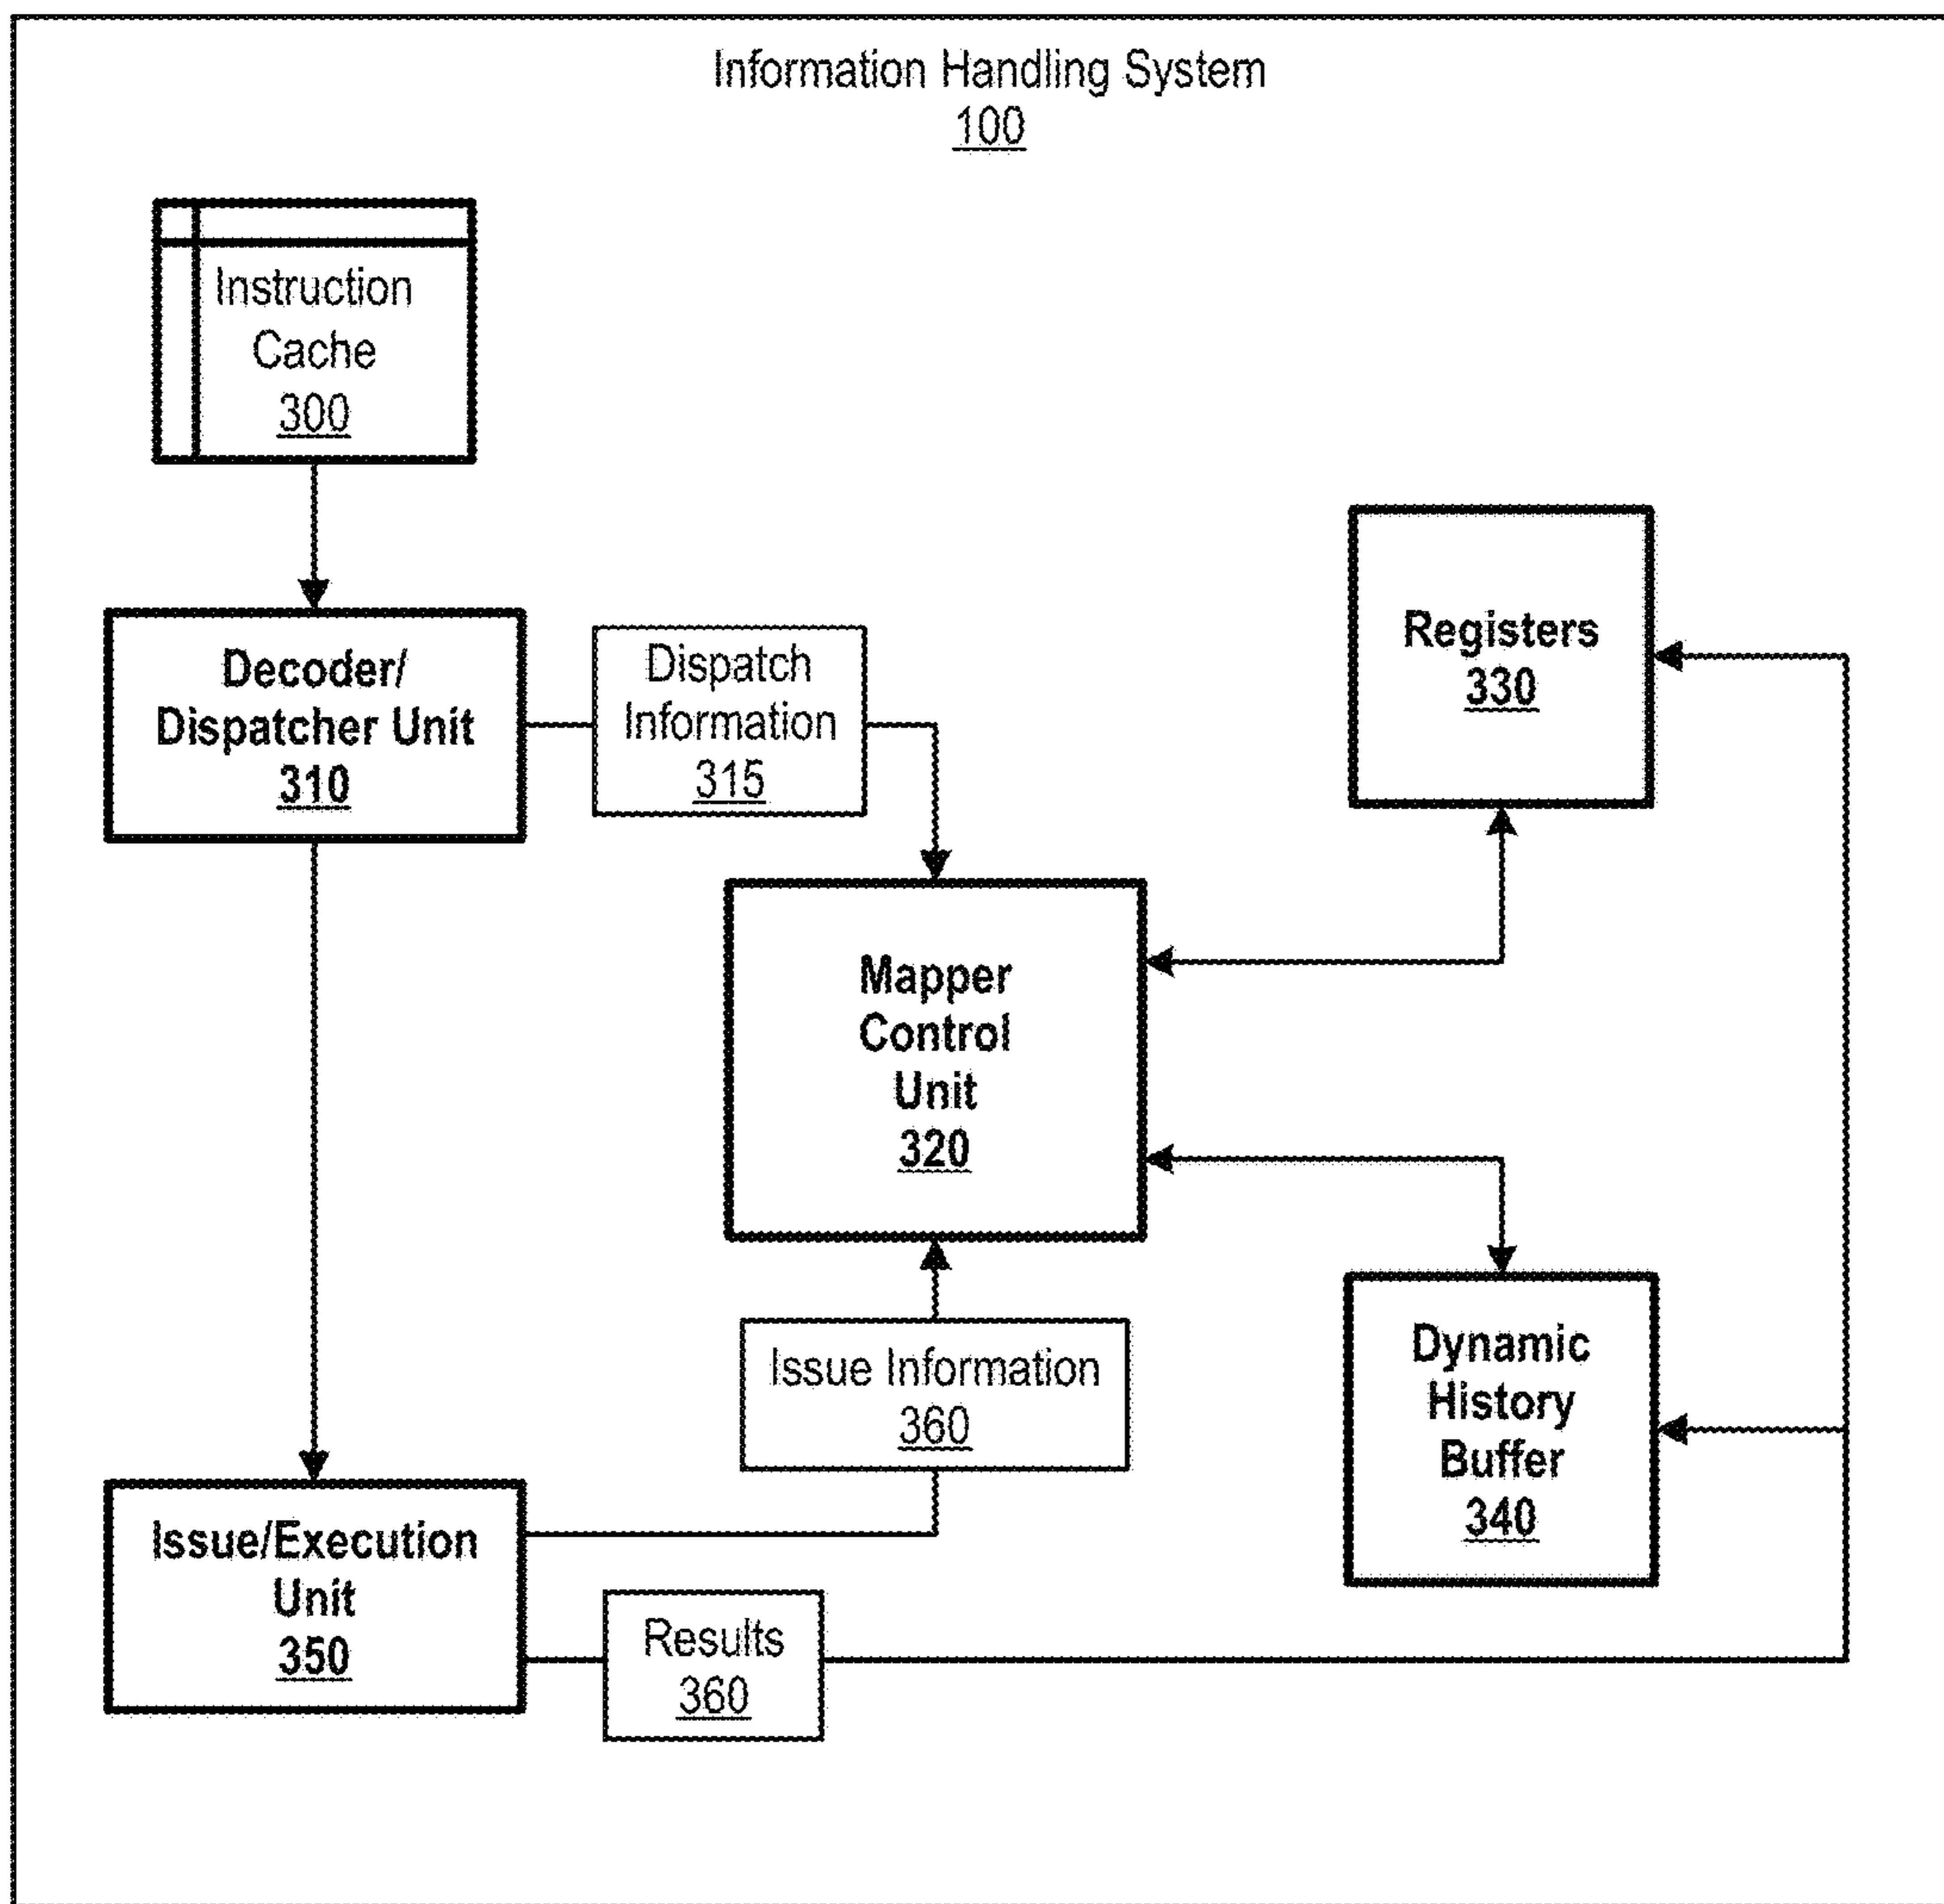 Information Handling System
100
Instruction
Cache
300
Decoder/
Dispatcher Unit
310
Dispatch
Information
315
Registers
330
Mapper
Control
Unit
320
Issue Information
360
Dynamic
History
Buffer
340
Issue/Execution
Unit
350
Results
360